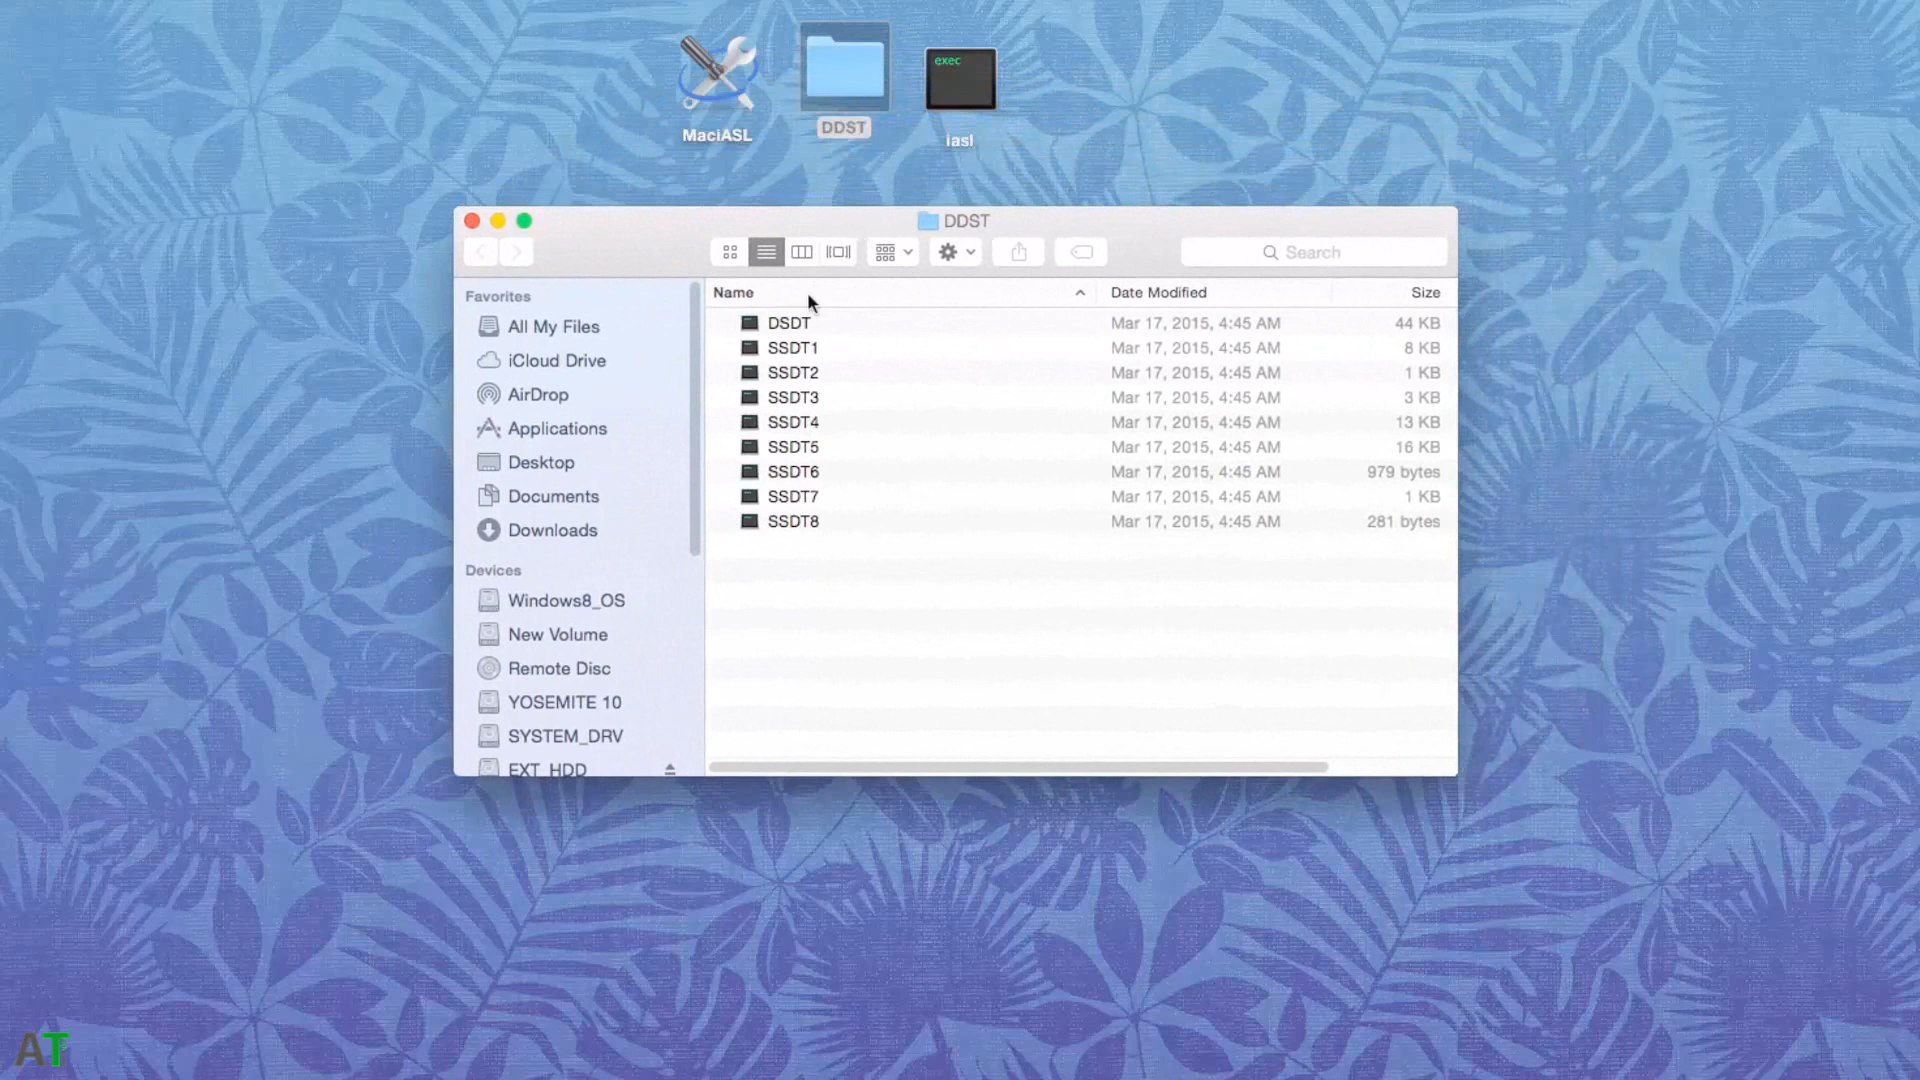 exec
MaciASL
DDST
iasl
DDST
Search
Favorites
All My Files
iCloud Drive
AirDrop
Applications
Desktop
Documents
Downloads
Devices
Windows8_OS
New Volume
Remote Disc
YOSEMITE 10
SYSTEM_DRV
EXT_HDD
Name Date Modified Size
DSDT Mar 17, 2015, 4:45 AM 44 KB
SSDT1 Mar 17, 2015, 4:45 AM 8 KB
SSDT2 Mar 17, 2015, 4:45 AM 1 KB
SSDT3 Mar 17, 2015, 4:45 AM 3 KB
SSDT4 Mar 17, 2015, 4:45 AM 13 KB
SSDT5 Mar 17, 2015, 4:45 AM 16 KB
SSDT6 Mar 17, 2015, 4:45 AM 979 bytes
SSDT7 Mar 17, 2015, 4:45 AM 1 KB
SSDT8 Mar 17, 2015, 4:45 AM 281 bytes
AT